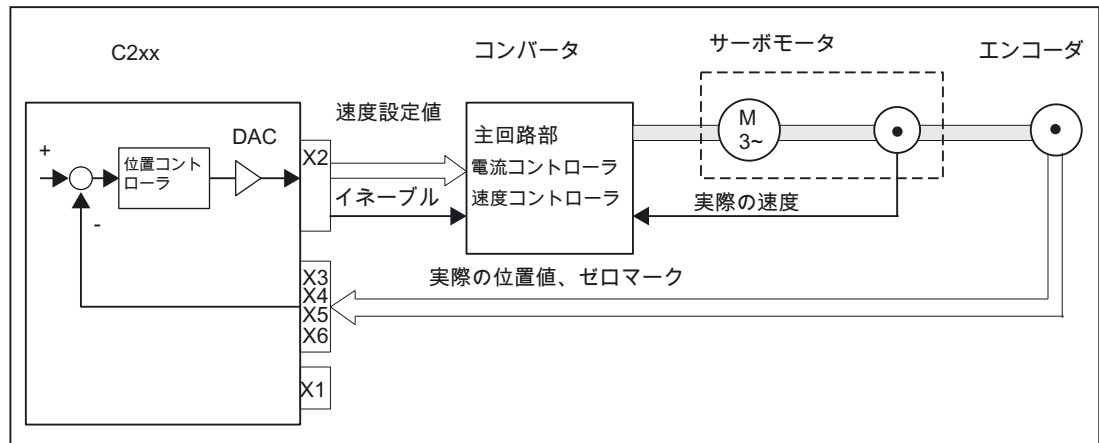 C2xx
コンバータ
サーボモータ
エンコーダ
+
位置コント
ローラ
DAC
-
X2
速度設定値
イネーブル
主回路部
電流コントローラ
速度コントローラ
M
3~
実際の速度
実際の位置値、ゼロマーク
X3
X4
X5
X6
X1